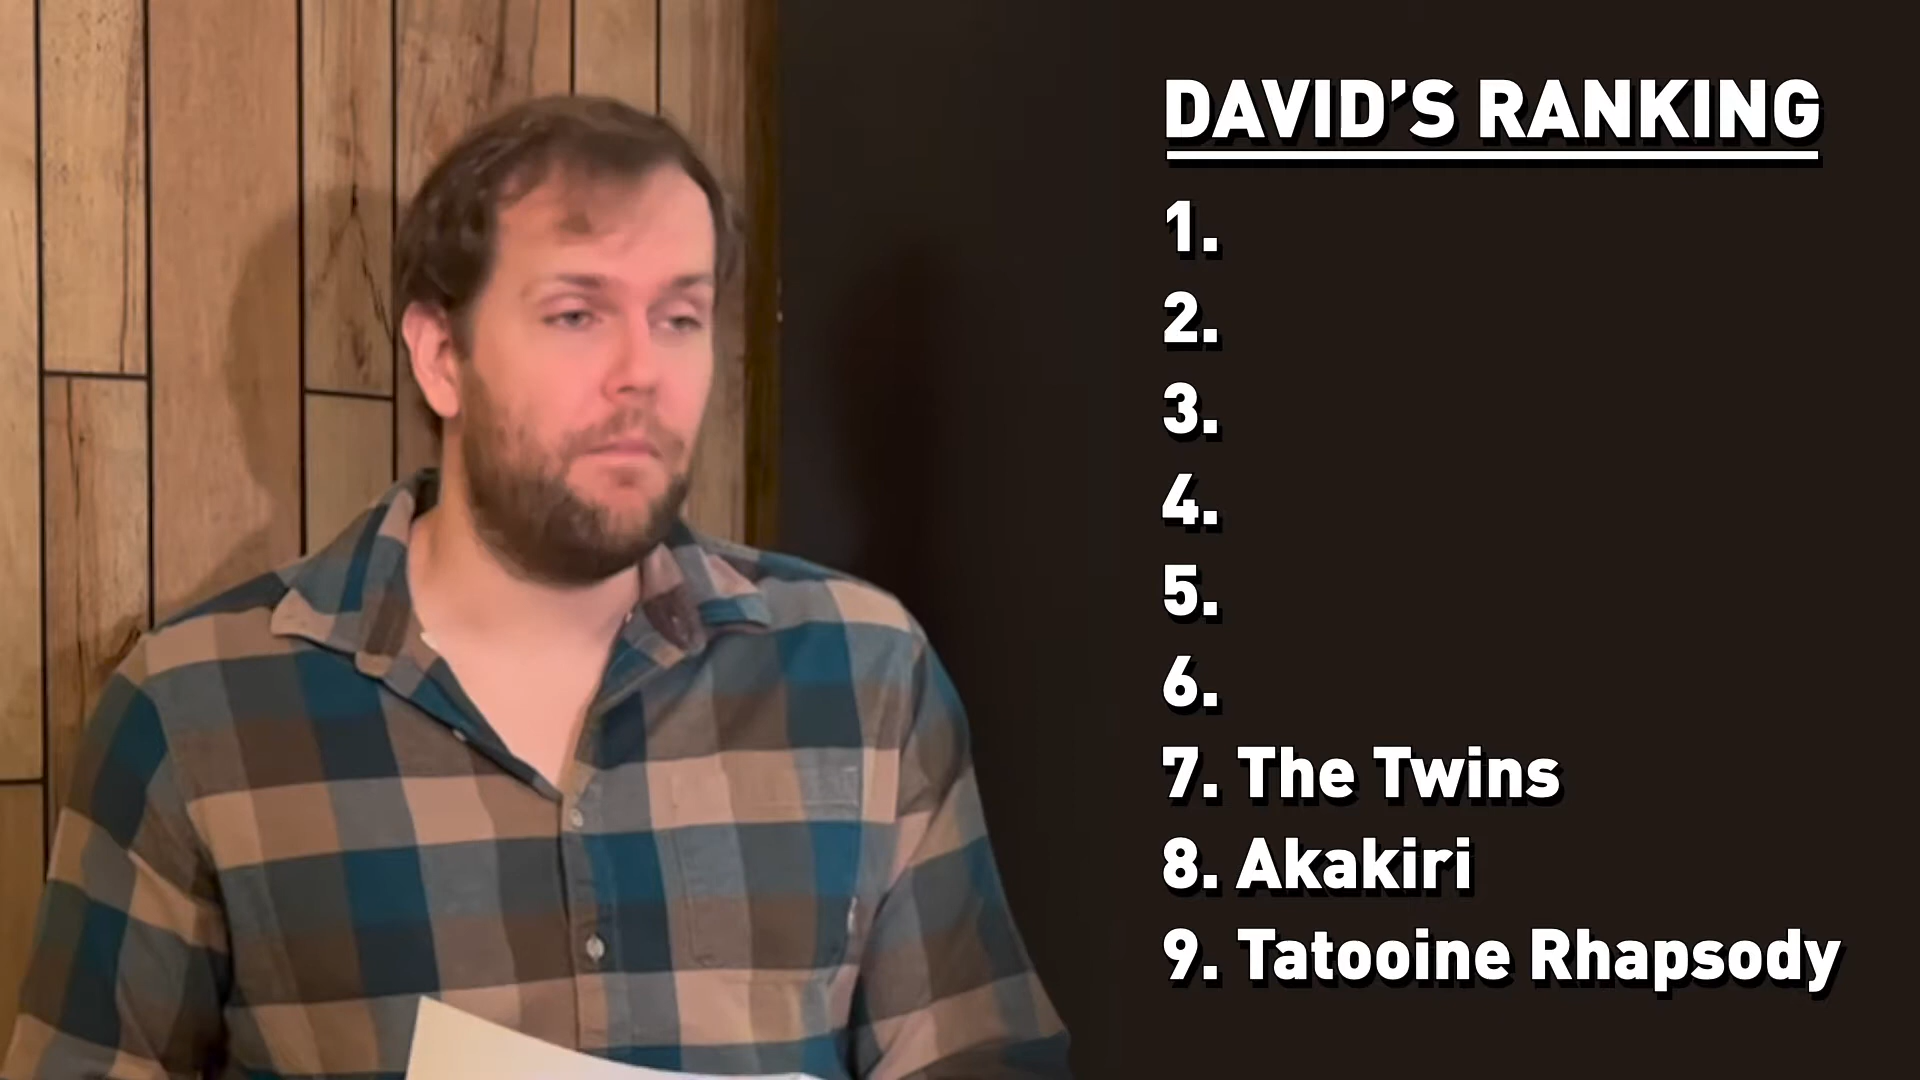 DAVID'S RANKING
1.
2.
3.
4.
5.
6.
7. The Twins
8. Akakiri
9. Tatooine Rhapsody